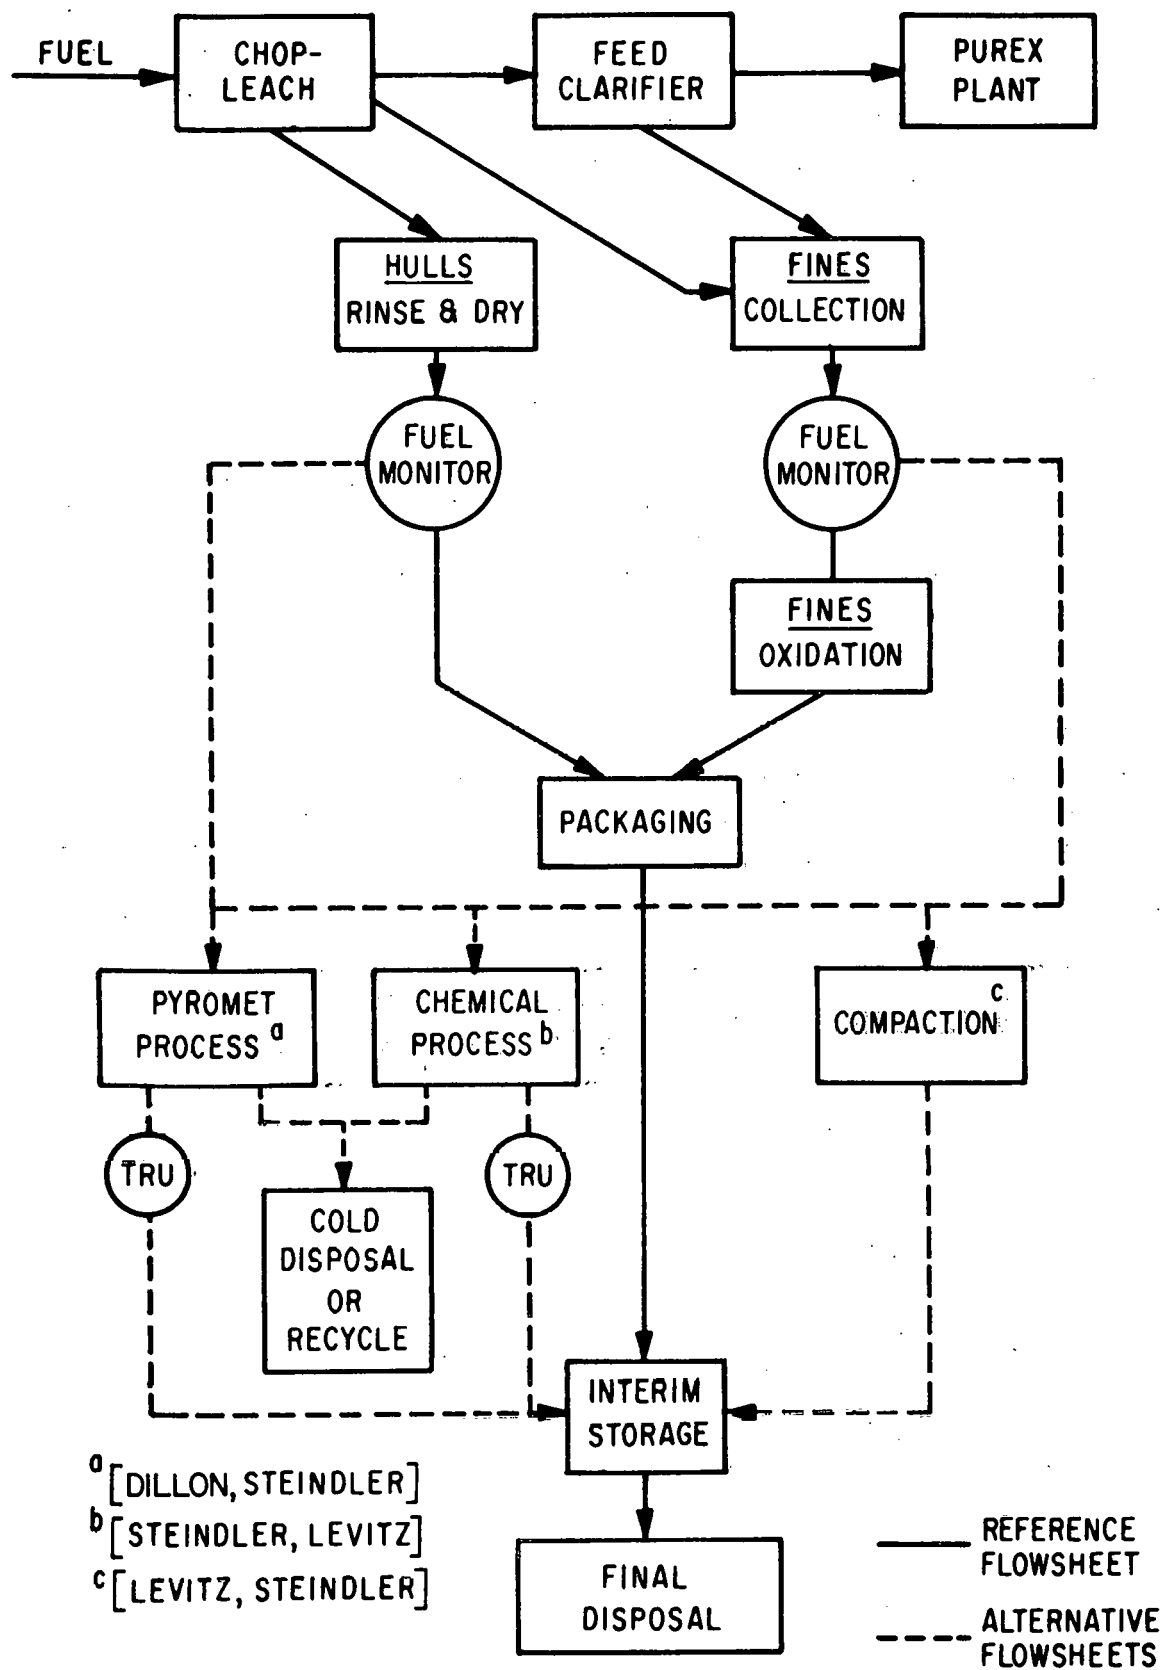 FUEL
CHOP-
LEACH
FEED
CLARIFIER
PUREX
PLANT
HULLS
RINSE & DRY
FINES
COLLECTION
FUEL
MONITOR
FUEL
MONITOR
FINES
OXIDATION
PACKAGING
PYROMET
PROCESS a
CHEMICAL
PROCESS b
COMPACTION c
TRU
TRU
COLD
DISPOSAL
OR
RECYCLE
INTERIM
STORAGE
FINAL
DISPOSAL
a [DILLON, STEINDLER]
b [STEINDLER, LEVITZ]
c [LEVITZ, STEINDLER]
REFERENCE
FLOWSHEET
ALTERNATIVE
FLOWSHEETS